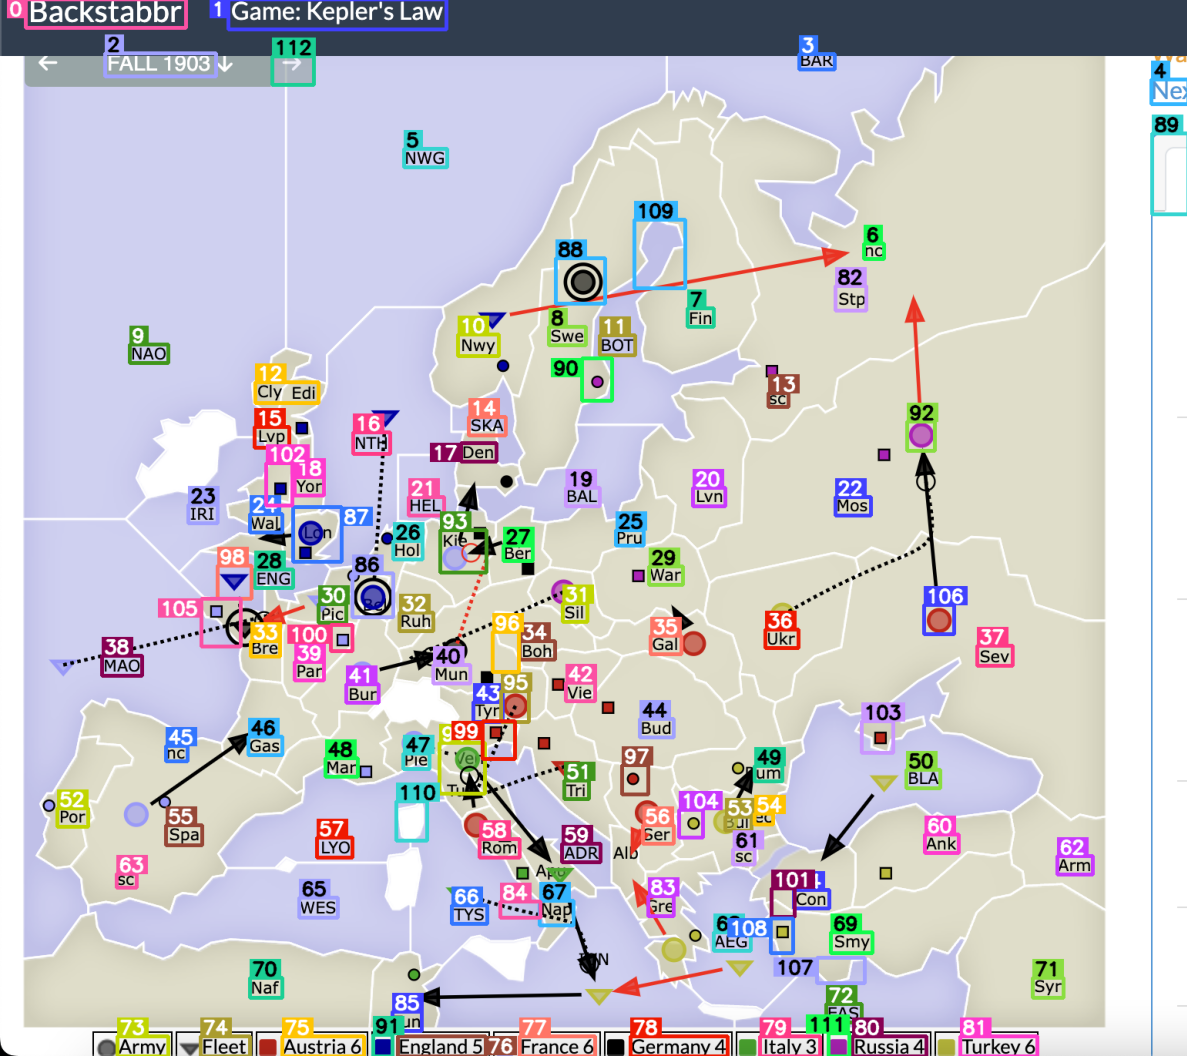 0 Backstabbr 1 Game: Kepler's Law
2 FALL 1903 112
3 BAR
4 Nex
89
5 NWG
109
6 nc
88
82 Stp
7 Fin
10 Nwy 8 Swe 11 BOT
9 NAO
90
12 Cly Edi
13 sc
14 SKA
15 Lvp 16 NTH 92
17 Den
102 18 Yor
19 BAL 20 Lvn 22 Mos
21 HEL
23 IRI Wal 87 Lon
25 Pru
26 Hol 93 Kie 27 Ber
98 28 ENG 86 29 War
105 30 Pic 32 Ruh 31 Sil 106
33 Bre 100 96 34 Boh 35 Gal 36 Ukr 37 Sev
38 MAO 39 Par 40 Mun
41 Bur 95 42 Vie
43 Tyr 44 Bud 103
45 nc 46 Gas 47 Pie 99 Ve
48 Mar 51 Tri 97 49 um 50 BLA
110
52 Por 55 Spa 56 Ser 104 53 Bul 54 ec
57 LYO 58 Rom 59 ADR Alb 61 sc 60 Ank
63 sc 62 Arm
65 WES 66 TYS 84 67 Nap 83 Gre 101 Con
AEG 108 69 Smy
107
70 Naf 85 un 72 EAS 71 Syr
73 Army 74 Fleet 75 Austria 6 91 England 5 76 77 France 6 78 Germany 4 79 Italy 3 111 80 Russia 4 81 Turkey 6